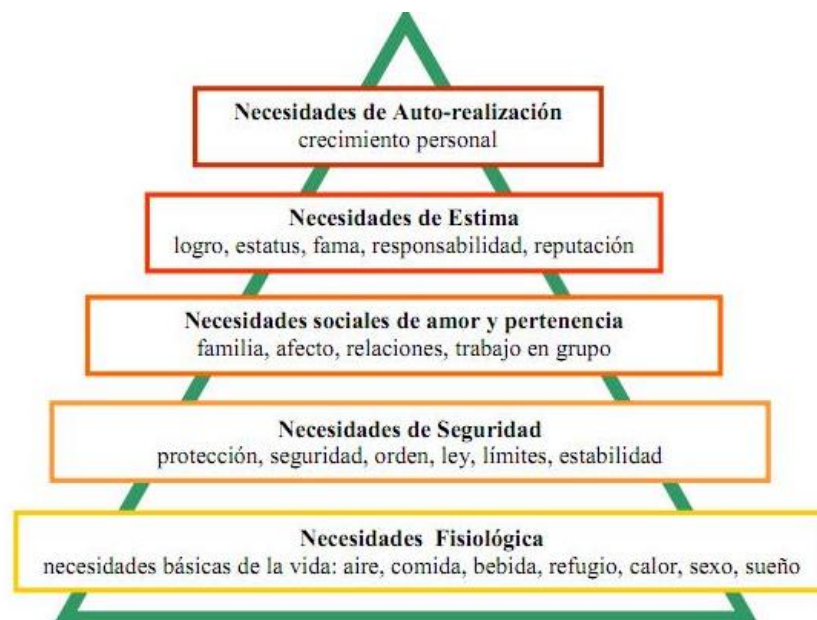 Necesidades de Auto-realización
crecimiento personal
Necesidades de Estima
logro, estatus, fama, responsabilidad, reputación
Necesidades sociales de amor y pertenencia
familia, afecto, relaciones, trabajo en grupo
Necesidades de Seguridad
protección, seguridad, orden, ley, límites, estabilidad
Necesidades Fisiológica
necesidades básicas de la vida: aire, comida, bebida, refugio, calor, sexo, sueño